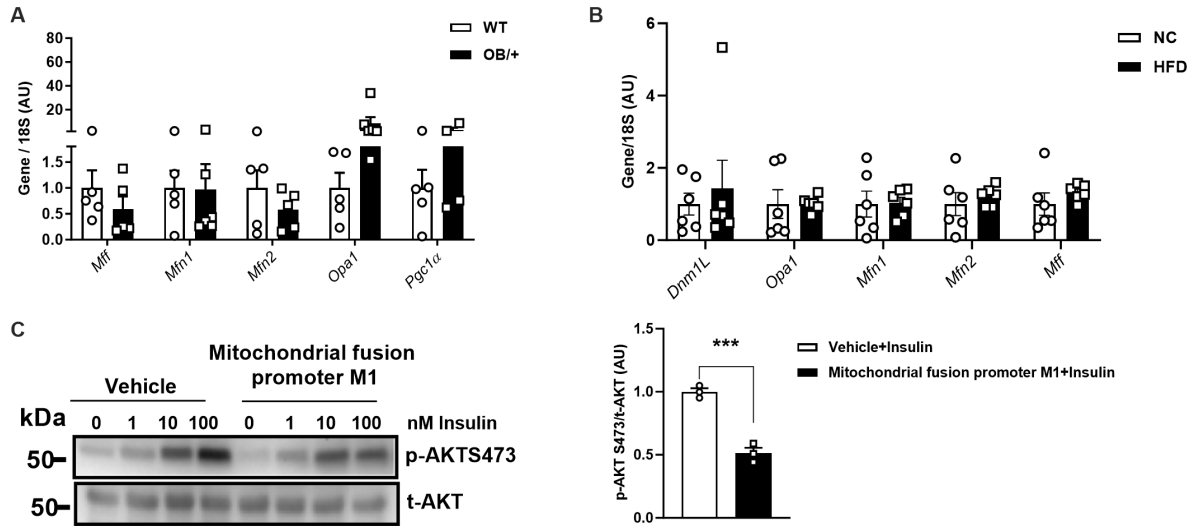 A
WT
OB/+
Gene / 18S (AU)
80
60
40
20
1.5
1.0
0.5
0.0
Mff
Mfn1
Mfn2
Opa1
Pgc1α
B
NC
HFD
Gene/18S (AU)
6
4
2
0
Dnm1L
Opa1
Mfn1
Mfn2
Mff
C
Mitochondrial fusion
promoter M1
Vehicle
kDa
0 1 10 100 0 1 10 100 nM Insulin
50 p-AKTS473
50 t-AKT
p-AKT S473/t-AKT (AU)
1.5
1.0
0.5
0.0
***
Vehicle+Insulin
Mitochondrial fusion promoter M1+Insulin